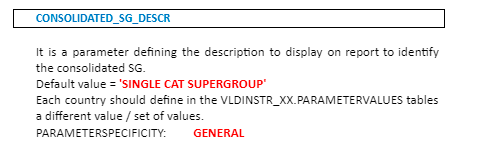 CONSOLIDATED_SG_DESCR
It is a parameter defining the description to display on report to identify
the consolidated SG.
Default value = 'SINGLE CAT SUPERGROUP'
Each country should define in the VLDINSTR_XX.PARAMETERVALUES tables
a different value / set of values.
PARAMETERSPECIFICITY: GENERAL